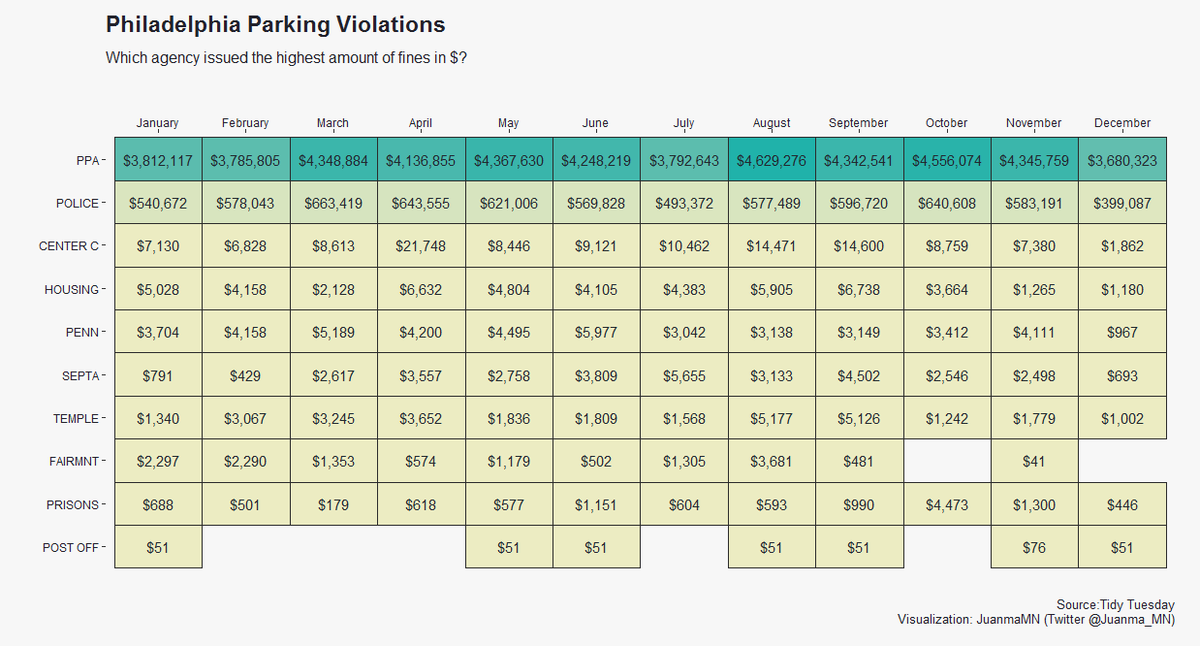 Philadelphia Parking Violations
Which agency issued the highest amount of fines in $?
January February March April May June July August September October November December
PPA $3,812,117 $3,785,805 $4,348,884 $4,136,855 $4,367,630 $4,248,219 $3,792,643 $4,629,276 $4,342,541 $4,556,074 $4,345,759 $3,680,323
POLICE $540,672 $578,043 $663,419 $643,555 $621,006 $569,828 $493,372 $577,489 $596,720 $640,608 $583,191 $399,087
CENTER C $7,130 $6,828 $8,613 $21,748 $8,446 $9,121 $10,462 $14,471 $14,600 $8,759 $7,380 $1,862
HOUSING $5,028 $4,158 $2,128 $6,632 $4,804 $4,105 $4,383 $5,905 $6,738 $3,664 $1,265 $1,180
PENN $3,704 $4,158 $5,189 $4,200 $4,495 $5,977 $3,042 $3,138 $3,149 $3,412 $4,111 $967
SEPTA $791 $429 $2,617 $3,557 $2,758 $3,809 $5,655 $3,133 $4,502 $2,546 $2,498 $693
TEMPLE $1,340 $3,067 $3,245 $3,652 $1,836 $1,809 $1,568 $5,177 $5,126 $1,242 $1,779 $1,002
FAIRMNT $2,297 $2,290 $1,353 $574 $1,179 $502 $1,305 $3,681 $481 $41
PRISONS $688 $501 $179 $618 $577 $1,151 $604 $593 $990 $4,473 $1,300 $446
POST OFF $51 $51 $51 $51 $51 $76 $51
Source:Tidy Tuesday
Visualization: JuanmaMN (Twitter @Juanma_MN)